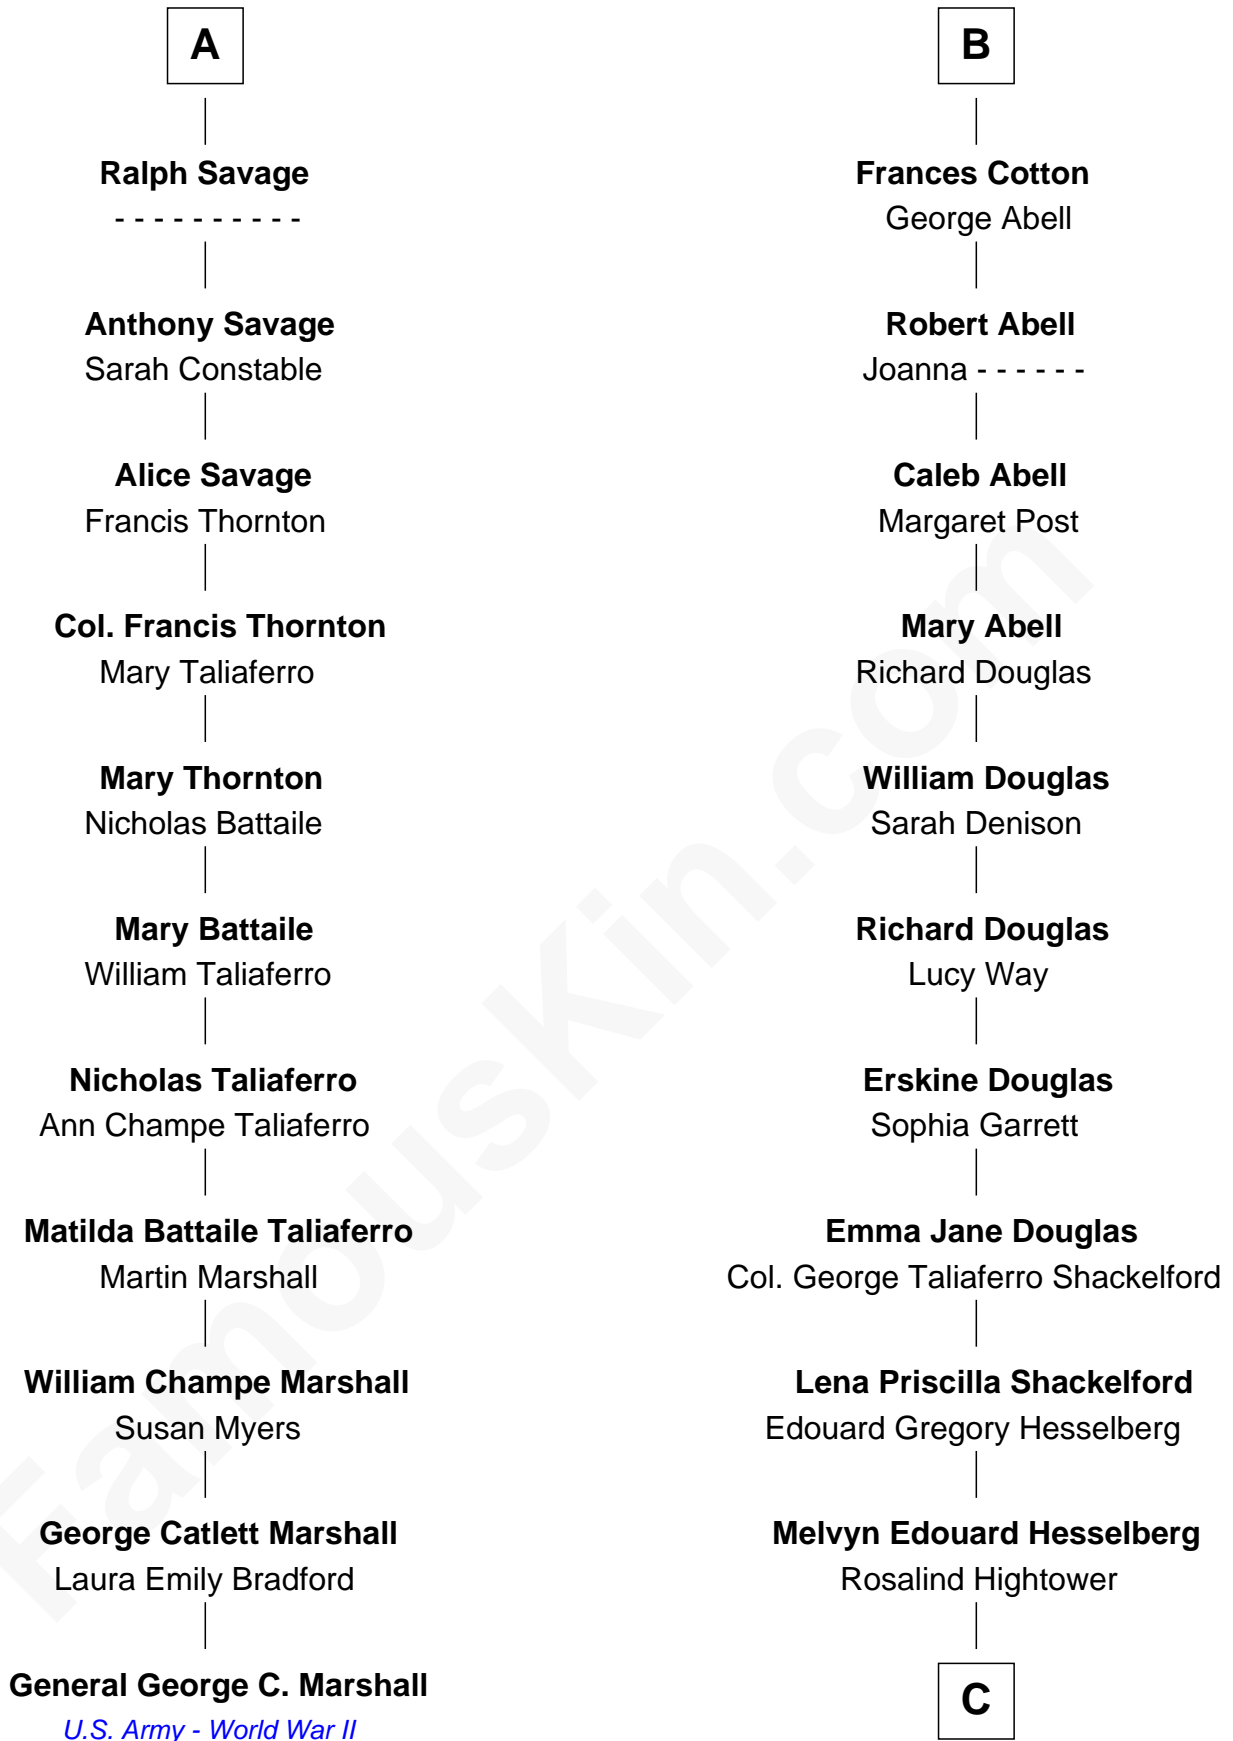 A
Ralph Savage
- - - - - - - - - -
Anthony Savage
Sarah Constable
Alice Savage
Francis Thornton
Col. Francis Thornton
Mary Taliaferro
Mary Thornton
Nicholas Battaile
Mary Battaile
William Taliaferro
Nicholas Taliaferro
Ann Champe Taliaferro
Matilda Battaile Taliaferro
Martin Marshall
William Champe Marshall
Susan Myers
George Catlett Marshall
Laura Emily Bradford
General George C. Marshall
U.S. Army - World War II
B
Frances Cotton
George Abell
Robert Abell
Joanna - - - - - -
Caleb Abell
Margaret Post
Mary Abell
Richard Douglas
William Douglas
Sarah Denison
Richard Douglas
Lucy Way
Erskine Douglas
Sophia Garrett
Emma Jane Douglas
Col. George Taliaferro Shackelford
Lena Priscilla Shackelford
Edouard Gregory Hesselberg
Melvyn Edouard Hesselberg
Rosalind Hightower
C
FamousKin.com